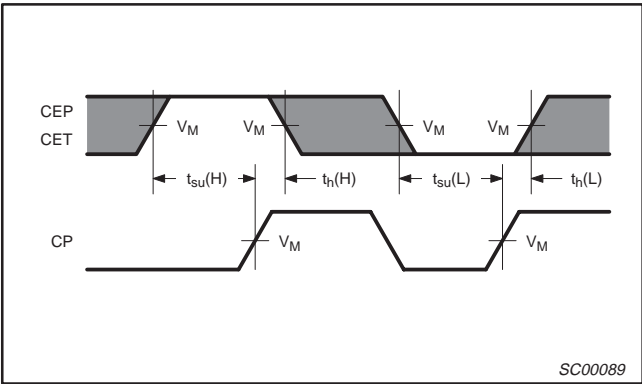 CEP
CET
VM VM VM VM
tsu(H) th(H) tsu(L) th(L)
CP VM VM
SC00089